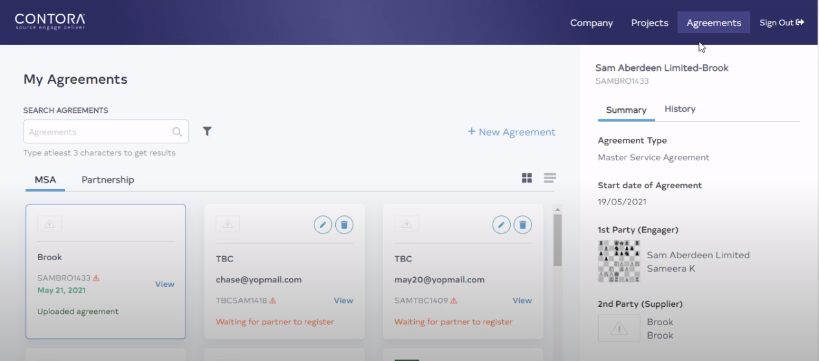 CONTORA
source engage deliver
Company Projects Agreements Sign Out
My Agreements
SEARCH AGREEMENTS
Agreements
Type atleast 3 characters to get results
+ New Agreement
MSA Partnership
Brook
SAMBRO1433
May 21, 2021
View
Uploaded agreement
TBC
chase@yopmail.com
TBCSAM1418
View
Waiting for partner to register
TBC
may20@yopmail.com
SAMTBC1409
View
Waiting for partner to register
Sam Aberdeen Limited-Brook
SAMBRO1433
Summary History
Agreement Type
Master Service Agreement
Start date of Agreement
19/05/2021
1st Party (Engager)
Sam Aberdeen Limited
Sameera K
2nd Party (Supplier)
Brook
Brook